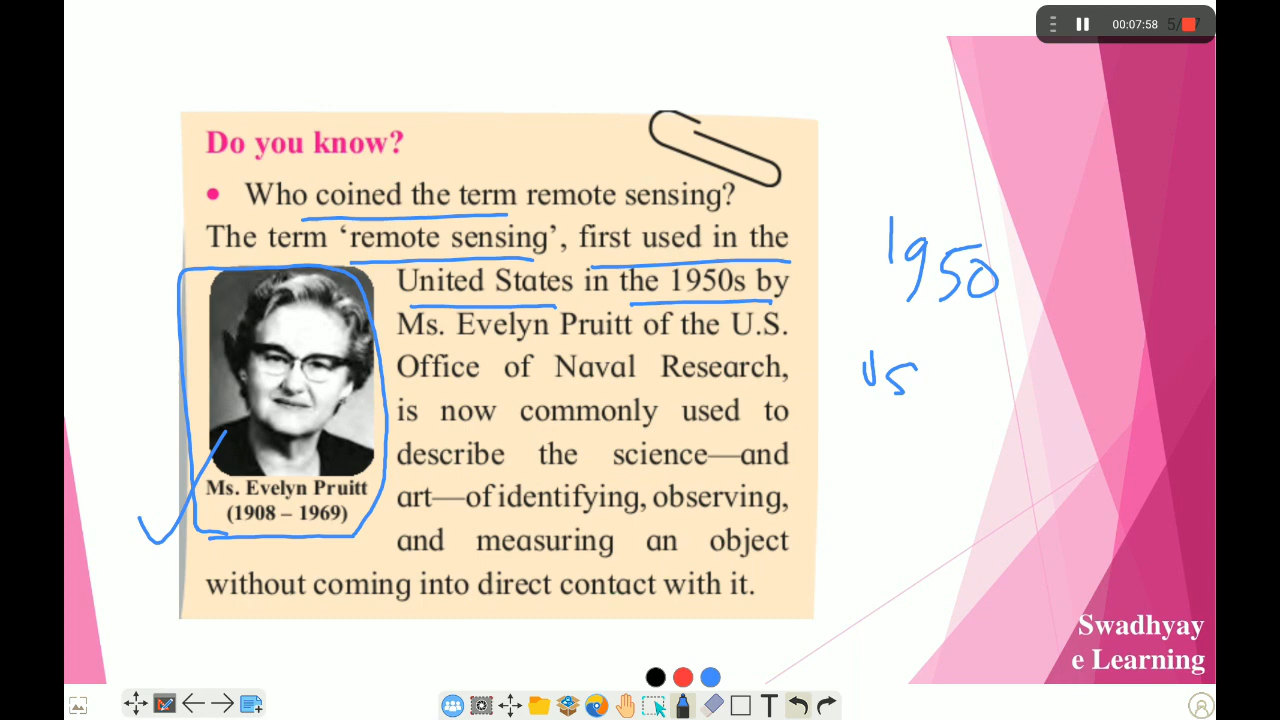 00:07:58
Do you know?
• Who coined the term remote sensing?
The term ‘remote sensing’, first used in the
United States in the 1950s by
Ms. Evelyn Pruitt of the U.S.
Office of Naval Research,
is now commonly used to
describe the science—and
art—of identifying, observing,
and measuring an object
without coming into direct contact with it.
Ms. Evelyn Pruitt
(1908 – 1969)
1950
us
Swadhyay
e Learning
T